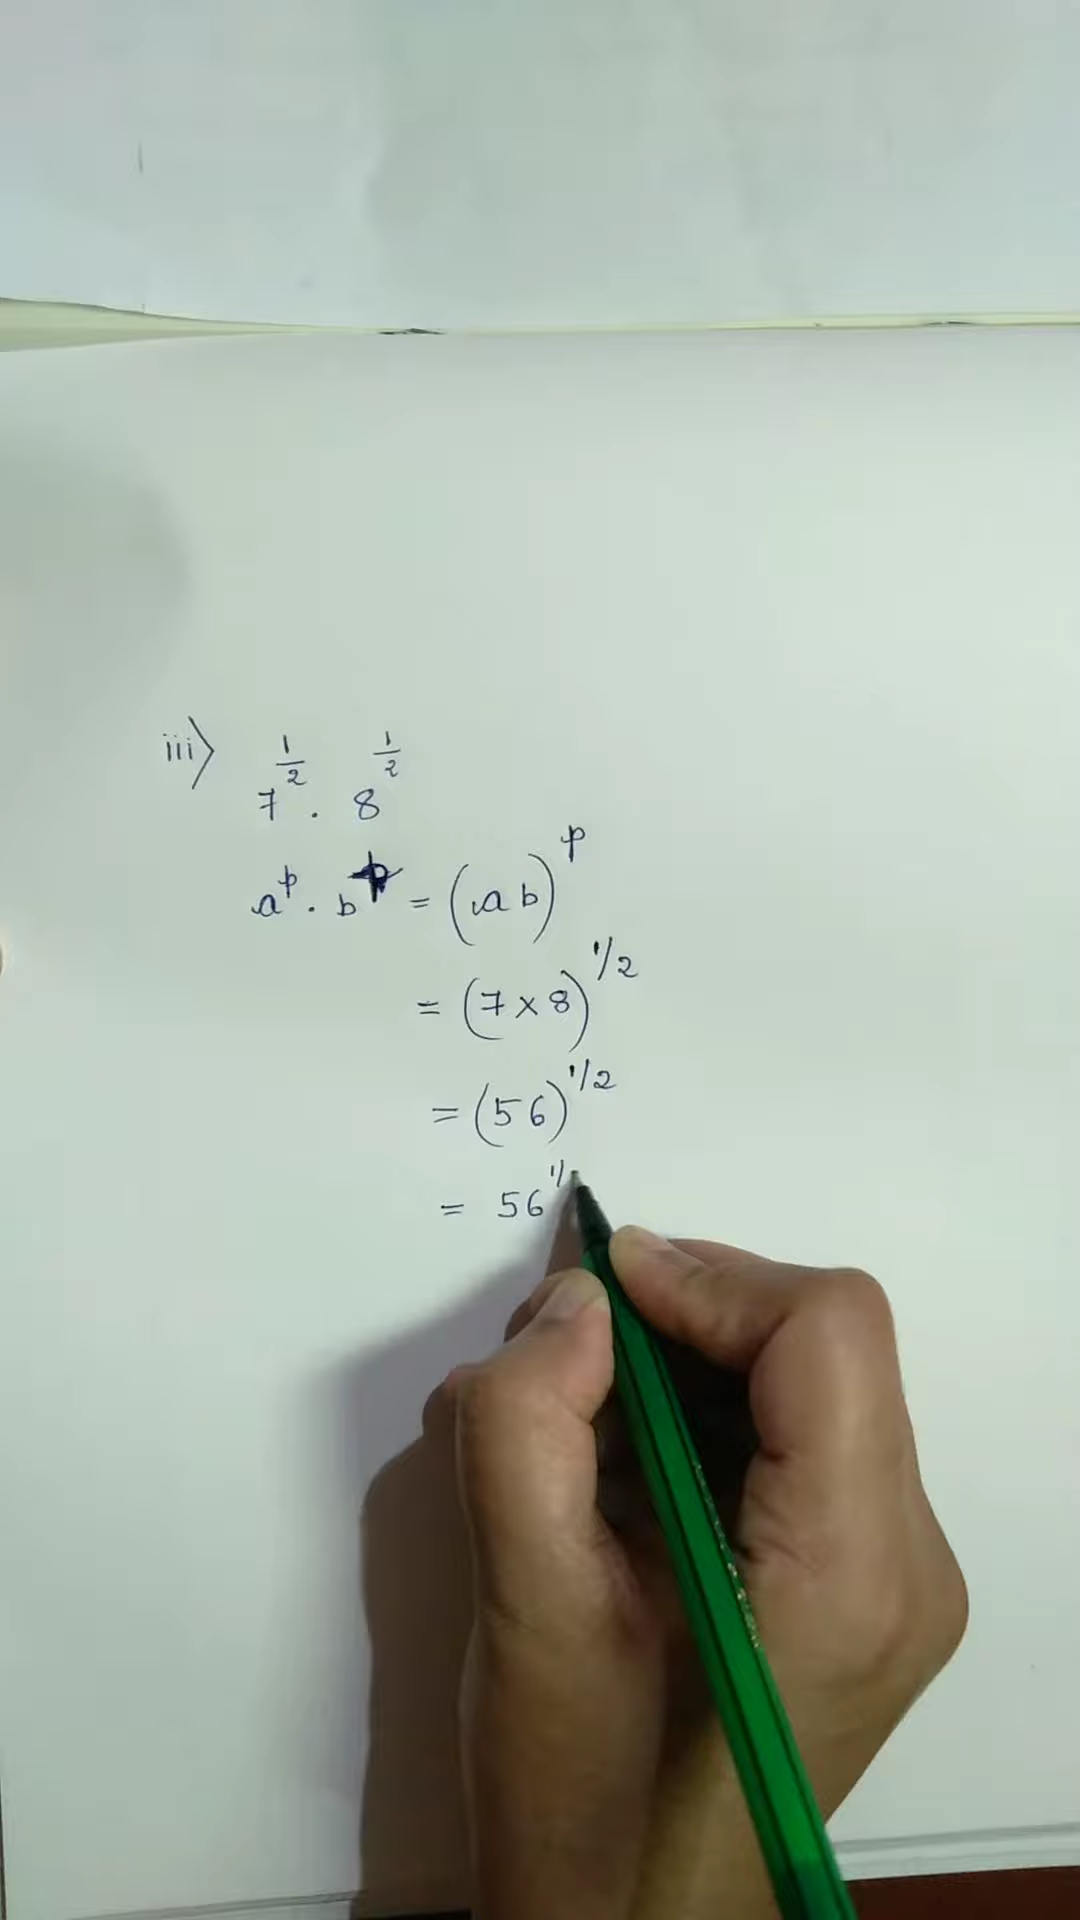 iii) 7^(1/2) . 8^(1/2)
a^p . b^p = (ab)^p
= (7 × 8)^(1/2)
= (56)^(1/2)
= 56^(1/